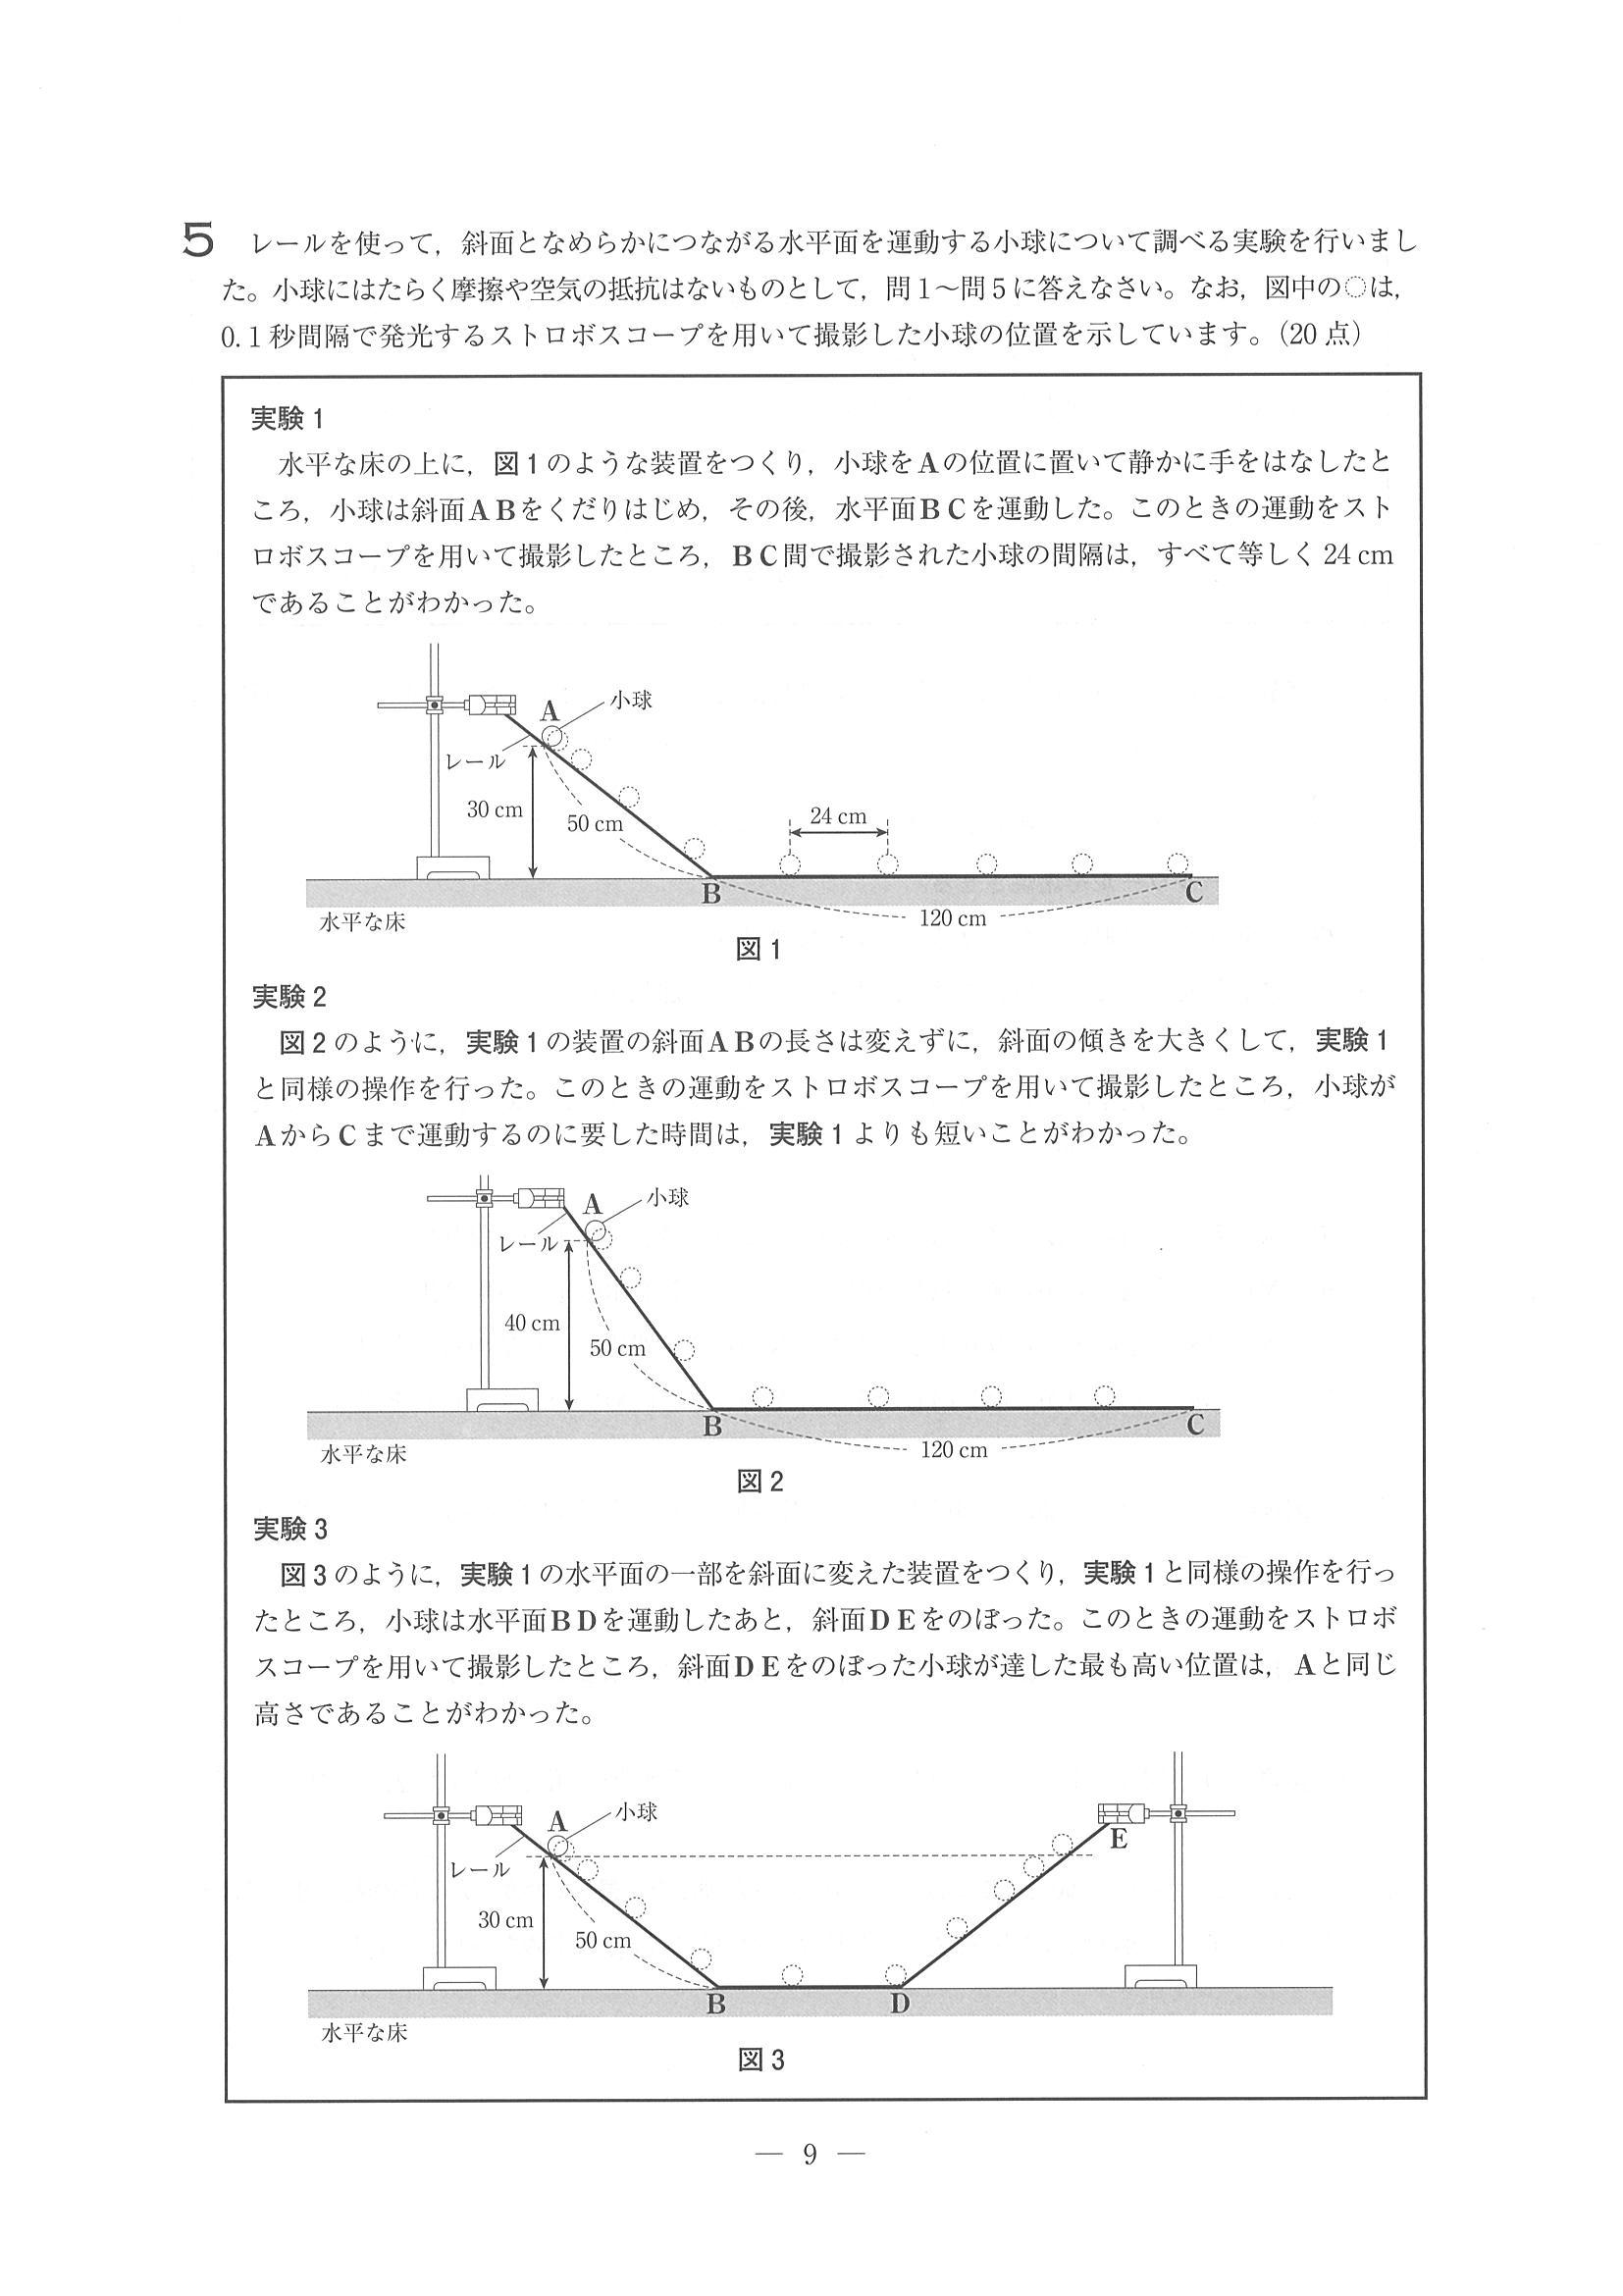 5 レールを使って，斜面となめらかにつながる水平面を運動する小球について調べる実験を行いまし
た。小球にはたらく摩擦や空気の抵抗はないものとして，問1～問5に答えなさい。なお，図中の◌は，
0.1秒間隔で発光するストロボスコープを用いて撮影した小球の位置を示しています。（20点）
実験1
水平な床の上に，図1のような装置をつくり，小球をAの位置に置いて静かに手をはなしたと
ころ，小球は斜面ABをくだりはじめ，その後，水平面BCを運動した。このときの運動をスト
ロボスコープを用いて撮影したところ，BC間で撮影された小球の間隔は，すべて等しく24 cm
であることがわかった。
A
小球
レール
30 cm
50 cm
24 cm
B
C
120 cm
水平な床
図1
実験2
図2のように，実験1の装置の斜面ABの長さは変えずに，斜面の傾きを大きくして，実験1
と同様の操作を行った。このときの運動をストロボスコープを用いて撮影したところ，小球が
AからCまで運動するのに要した時間は，実験1よりも短いことがわかった。
A
小球
レール
40 cm
50 cm
B
C
120 cm
水平な床
図2
実験3
図3のように，実験1の水平面の一部を斜面に変えた装置をつくり，実験1と同様の操作を行っ
たところ，小球は水平面BDを運動したあと，斜面DEをのぼった。このときの運動をストロボ
スコープを用いて撮影したところ，斜面DEをのぼった小球が達した最も高い位置は，Aと同じ
高さであることがわかった。
A
小球
E
レール
30 cm
50 cm
B
D
水平な床
図3
— 9 —